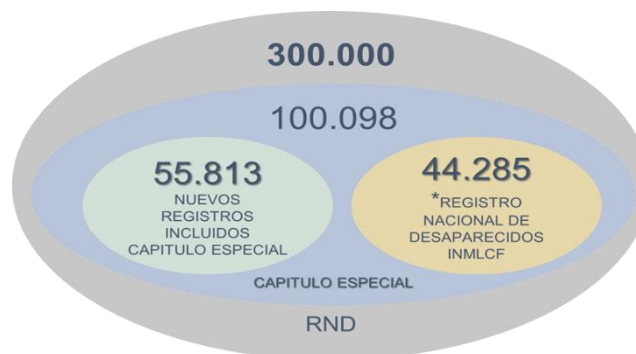 300.000
100.098
55.813
NUEVOS
REGISTROS
INCLUIDOS
CAPITULO ESPECIAL
44.285
*REGISTRO
NACIONAL DE
DESAPARECIDOS
INMLCF
CAPITULO ESPECIAL
RND